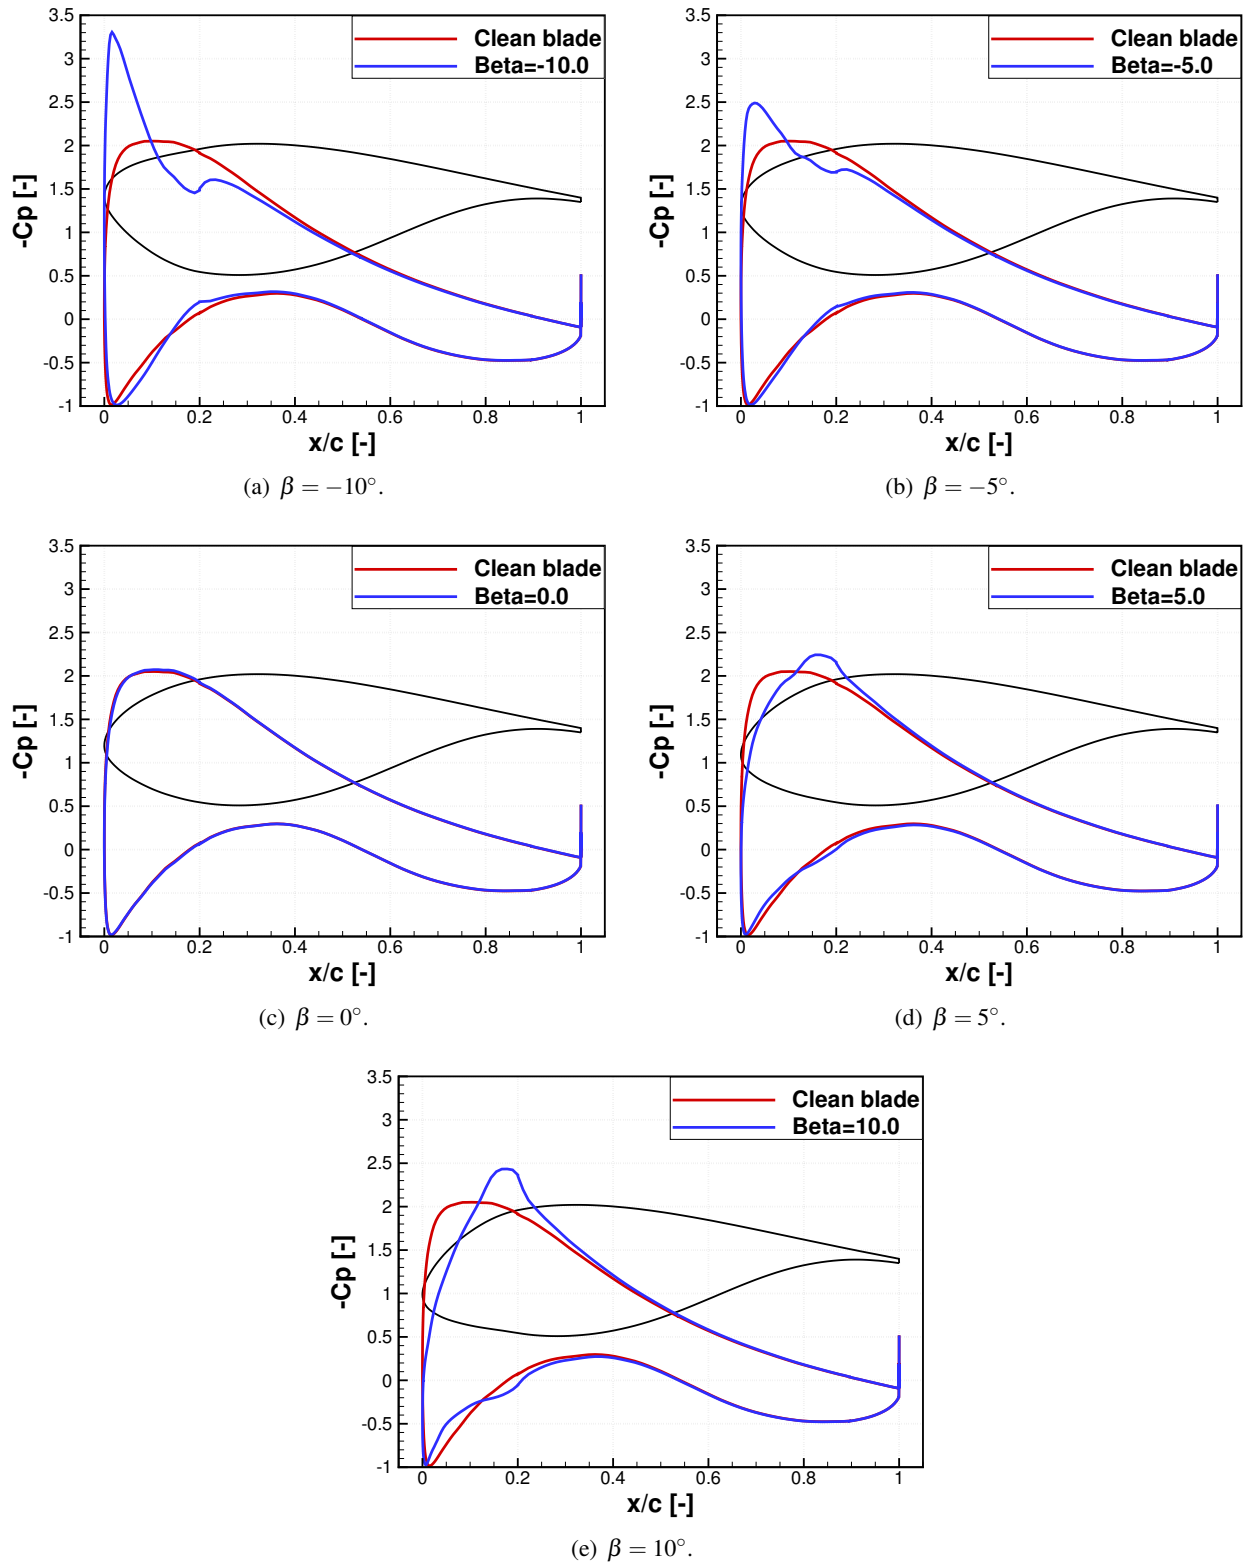 3.5
3
2.5
2
1.5
1
0.5
0
-0.5
-1
-Cp [-]
Clean blade
Beta=-10.0
0 0.2 0.4 0.6 0.8 1
x/c [-]
(a) β = −10°.
3.5
3
2.5
2
1.5
1
0.5
0
-0.5
-1
-Cp [-]
Clean blade
Beta=-5.0
0 0.2 0.4 0.6 0.8 1
x/c [-]
(b) β = −5°.
3.5
3
2.5
2
1.5
1
0.5
0
-0.5
-1
-Cp [-]
Clean blade
Beta=0.0
0 0.2 0.4 0.6 0.8 1
x/c [-]
(c) β = 0°.
3.5
3
2.5
2
1.5
1
0.5
0
-0.5
-1
-Cp [-]
Clean blade
Beta=5.0
0 0.2 0.4 0.6 0.8 1
x/c [-]
(d) β = 5°.
3.5
3
2.5
2
1.5
1
0.5
0
-0.5
-1
-Cp [-]
Clean blade
Beta=10.0
0 0.2 0.4 0.6 0.8 1
x/c [-]
(e) β = 10°.